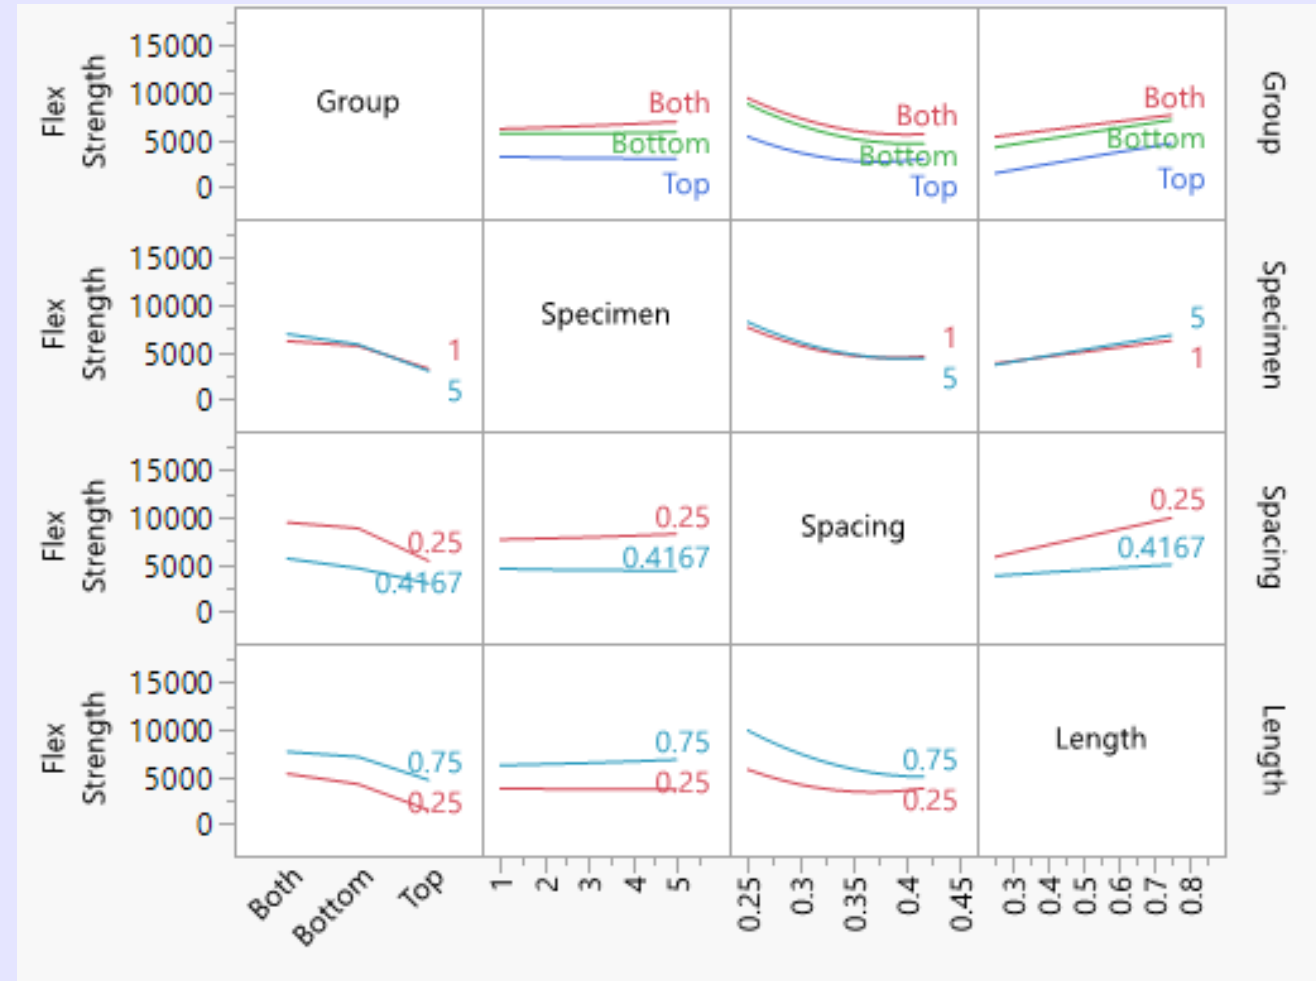 Flex
Strength
15000
10000
5000
0
Group
Both
Bottom
Top
Both
Bottom
Top
Both
Bottom
Top
Group
Flex
Strength
15000
10000
5000
0
1
5
Specimen
1
5
5
1
Specimen
Flex
Strength
15000
10000
5000
0
0.25
0.4167
0.25
0.4167
Spacing
0.25
0.4167
Spacing
Flex
Strength
15000
10000
5000
0
0.75
0.25
0.75
0.25
0.75
0.25
Length
Length
Both
Bottom
Top
1
2
3
4
5
0.25
0.3
0.35
0.4
0.45
0.3
0.4
0.5
0.6
0.7
0.8